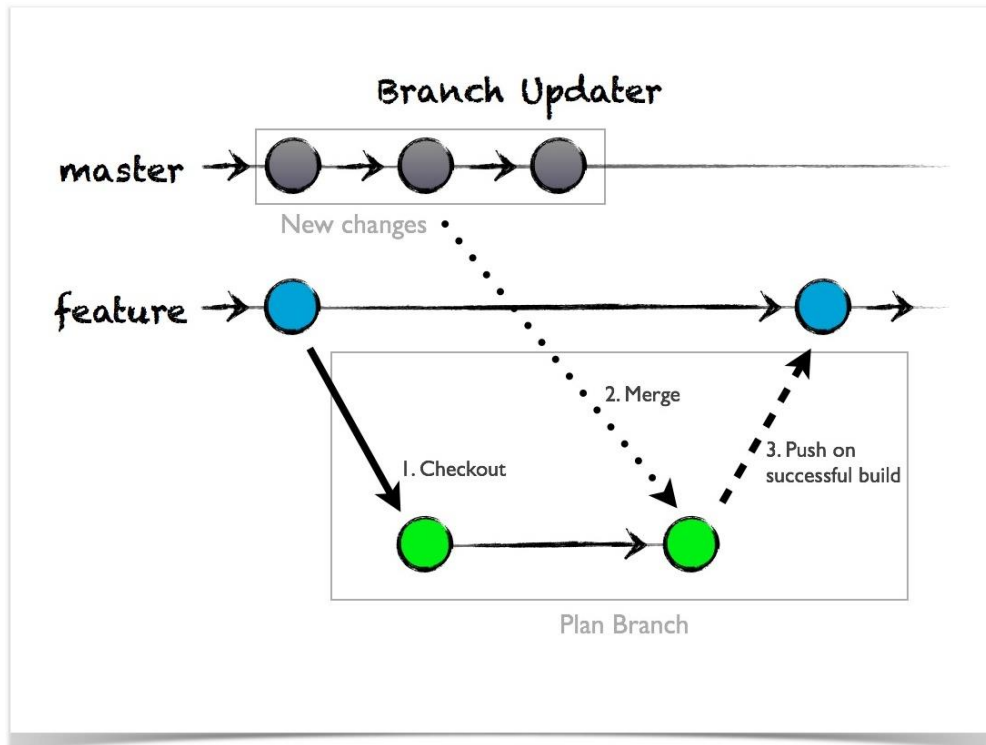 Branch Updater
master
New changes
feature
2. Merge
1. Checkout
3. Push on
successful build
Plan Branch